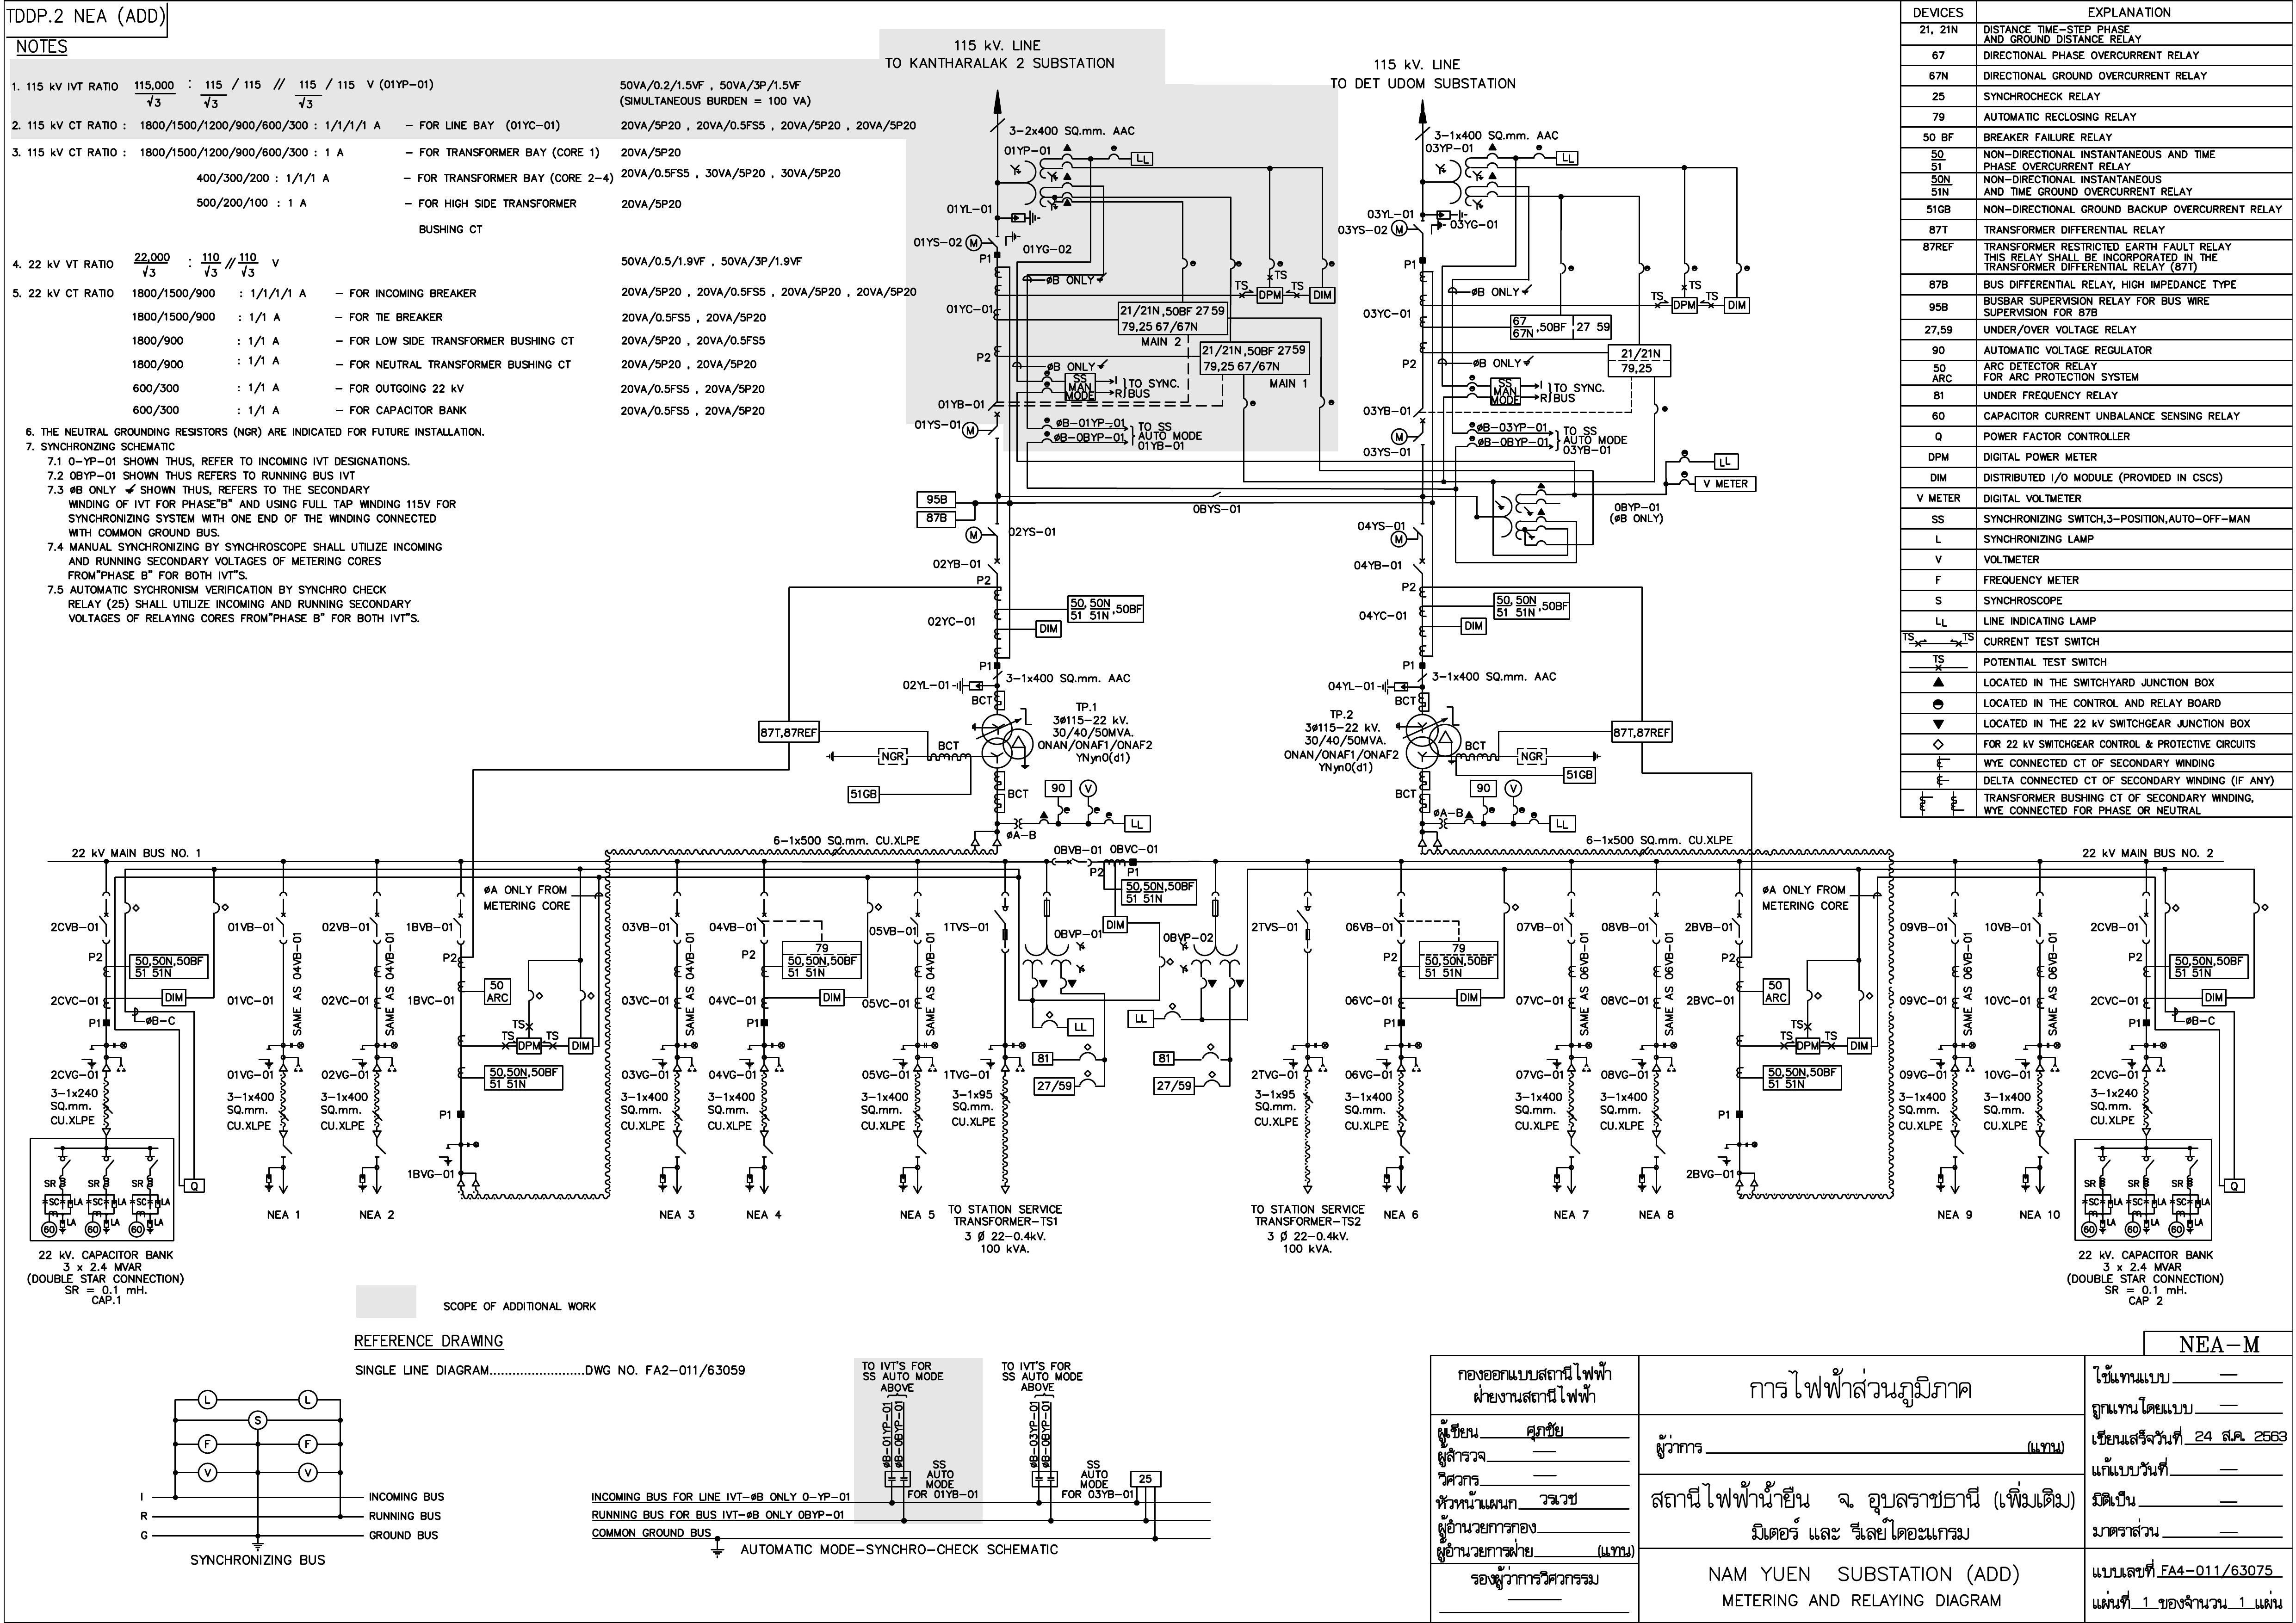 TDDP.2 NEA (ADD)
NOTES
1. 115 kV IVT RATIO 115,000/√3 : 115/√3 / 115 // 115/√3 / 115 V (01YP-01) 50VA/0.2/1.5VF , 50VA/3P/1.5VF
(SIMULTANEOUS BURDEN = 100 VA)
2. 115 kV CT RATIO : 1800/1500/1200/900/600/300 : 1/1/1/1 A - FOR LINE BAY (01YC-01) 20VA/5P20 , 20VA/0.5FS5 , 20VA/5P20 , 20VA/5P20
3. 115 kV CT RATIO : 1800/1500/1200/900/600/300 : 1 A - FOR TRANSFORMER BAY (CORE 1) 20VA/5P20
400/300/200 : 1/1/1 A - FOR TRANSFORMER BAY (CORE 2-4) 20VA/0.5FS5 , 30VA/5P20 , 30VA/5P20
500/200/100 : 1 A - FOR HIGH SIDE TRANSFORMER 20VA/5P20
BUSHING CT
4. 22 kV VT RATIO 22,000/√3 : 110/√3 // 110/√3 V 50VA/0.5/1.9VF , 50VA/3P/1.9VF
5. 22 kV CT RATIO 1800/1500/900 : 1/1/1/1 A - FOR INCOMING BREAKER 20VA/5P20 , 20VA/0.5FS5 , 20VA/5P20 , 20VA/5P20
1800/1500/900 : 1/1 A - FOR TIE BREAKER 20VA/0.5FS5 , 20VA/5P20
1800/900 : 1/1 A - FOR LOW SIDE TRANSFORMER BUSHING CT 20VA/5P20 , 20VA/0.5FS5
1800/900 : 1/1 A - FOR NEUTRAL TRANSFORMER BUSHING CT 20VA/5P20 , 20VA/5P20
600/300 : 1/1 A - FOR OUTGOING 22 kV 20VA/0.5FS5 , 20VA/5P20
600/300 : 1/1 A - FOR CAPACITOR BANK 20VA/0.5FS5 , 20VA/5P20
6. THE NEUTRAL GROUNDING RESISTORS (NGR) ARE INDICATED FOR FUTURE INSTALLATION.
7. SYNCHRONIZING SCHEMATIC
7.1 0-YP-01 SHOWN THUS, REFER TO INCOMING IVT DESIGNATIONS.
7.2 0BYP-01 SHOWN THUS REFERS TO RUNNING BUS IVT
7.3 øB ONLY SHOWN THUS, REFERS TO THE SECONDARY
WINDING OF IVT FOR PHASE"B" AND USING FULL TAP WINDING 115V FOR
SYNCHRONIZING SYSTEM WITH ONE END OF THE WINDING CONNECTED
WITH COMMON GROUND BUS.
7.4 MANUAL SYNCHRONIZING BY SYNCHROSCOPE SHALL UTILIZE INCOMING
AND RUNNING SECONDARY VOLTAGES OF METERING CORES
FROM"PHASE B" FOR BOTH IVT"S.
7.5 AUTOMATIC SYCHRONISM VERIFICATION BY SYNCHRO CHECK
RELAY (25) SHALL UTILIZE INCOMING AND RUNNING SECONDARY
VOLTAGES OF RELAYING CORES FROM"PHASE B" FOR BOTH IVT"S.
115 kV. LINE
TO KANTHARALAK 2 SUBSTATION
3-2x400 SQ.mm. AAC
01YP-01
LL
01YL-01
01YS-02 M
01YG-02
P1
øB ONLY
TS
TS DPM TS DIM
01YC-01
21/21N,50BF 27 59
79,25 67/67N
MAIN 2
21/21N,50BF 27 59
79,25 67/67N
MAIN 1
P2
øB ONLY
SS
MAN
MODE
I
R
TO SYNC.
BUS
01YB-01
01YS-01
M
øB-01YP-01
øB-0BYP-01
TO SS
AUTO MODE
01YB-01
115 kV. LINE
TO DET UDOM SUBSTATION
3-1x400 SQ.mm. AAC
03YP-01
LL
03YL-01
03YS-02 M
03YG-01
P1
øB ONLY
TS
TS DPM TS DIM
03YC-01
67
67N ,50BF 27 59
21/21N
79,25
P2
øB ONLY
SS
MAN
MODE
I
R
TO SYNC.
BUS
03YB-01
M
03YS-01
øB-03YP-01
øB-0BYP-01
TO SS
AUTO MODE
03YB-01
LL
V METER
95B
87B
0BYS-01
0BYP-01
(øB ONLY)
M 02YS-01
02YB-01
P2
50,50N
51 51N ,50BF
02YC-01
DIM
P1
3-1x400 SQ.mm. AAC
02YL-01
BCT
TP.1
3ø115-22 kV.
30/40/50MVA.
ONAN/ONAF1/ONAF2
YNyn0(d1)
87T,87REF
BCT
NGR
51GB
BCT
90 V
LL
øA-B
04YS-01
M
04YB-01
P2
50,50N
51 51N ,50BF
04YC-01
DIM
P1
3-1x400 SQ.mm. AAC
04YL-01
BCT
TP.2
3ø115-22 kV.
30/40/50MVA.
ONAN/ONAF1/ONAF2
YNyn0(d1)
87T,87REF
BCT
NGR
51GB
BCT
90 V
LL
øA-B
6-1x500 SQ.mm. CU.XLPE
6-1x500 SQ.mm. CU.XLPE
22 kV MAIN BUS NO. 1
22 kV MAIN BUS NO. 2
0BVB-01 0BVC-01
P2 P1
50,50N,50BF
51 51N
DIM
2CVB-01
P2
50,50N,50BF
51 51N
2CVC-01
DIM
P1
øB-C
2CVG-01
3-1x240
SQ.mm.
CU.XLPE
SR SR SR
SC LA SC LA SC LA
60 LA 60 LA 60 LA
Q
22 kV. CAPACITOR BANK
3 x 2.4 MVAR
(DOUBLE STAR CONNECTION)
SR = 0.1 mH.
CAP.1
01VB-01
01VC-01
SAME AS 04VB-01
01VG-01
3-1x400
SQ.mm.
CU.XLPE
NEA 1
02VB-01
02VC-01
SAME AS 04VB-01
02VG-01
3-1x400
SQ.mm.
CU.XLPE
NEA 2
øA ONLY FROM
METERING CORE
1BVB-01
P2
50
ARC
1BVC-01
TS
TS DPM TS DIM
50,50N,50BF
51 51N
P1
1BVG-01
03VB-01
03VC-01
SAME AS 04VB-01
03VG-01
3-1x400
SQ.mm.
CU.XLPE
NEA 3
04VB-01
79
50,50N,50BF
51 51N
P2
04VC-01
DIM
P1
04VG-01
3-1x400
SQ.mm.
CU.XLPE
NEA 4
05VB-01
05VC-01
SAME AS 04VB-01
05VG-01
3-1x400
SQ.mm.
CU.XLPE
NEA 5
1TVS-01
1TVG-01
3-1x95
SQ.mm.
CU.XLPE
TO STATION SERVICE
TRANSFORMER-TS1
3 Ø 22-0.4kV.
100 kVA.
0BVP-01
LL
81
27/59
0BVP-02
LL
81
27/59
2TVS-01
2TVG-01
3-1x95
SQ.mm.
CU.XLPE
TO STATION SERVICE
TRANSFORMER-TS2
3 Ø 22-0.4kV.
100 kVA.
06VB-01
79
50,50N,50BF
51 51N
P2
06VC-01
DIM
P1
06VG-01
3-1x400
SQ.mm.
CU.XLPE
NEA 6
07VB-01
07VC-01
SAME AS 06VB-01
07VG-01
3-1x400
SQ.mm.
CU.XLPE
NEA 7
08VB-01
08VC-01
SAME AS 06VB-01
08VG-01
3-1x400
SQ.mm.
CU.XLPE
NEA 8
øA ONLY FROM
METERING CORE
2BVB-01
P2
50
ARC
2BVC-01
TS
TS DPM TS DIM
50,50N,50BF
51 51N
P1
2BVG-01
09VB-01
09VC-01
SAME AS 06VB-01
09VG-01
3-1x400
SQ.mm.
CU.XLPE
NEA 9
10VB-01
10VC-01
SAME AS 06VB-01
10VG-01
3-1x400
SQ.mm.
CU.XLPE
NEA 10
2CVB-01
P2
50,50N,50BF
51 51N
2CVC-01
DIM
P1
øB-C
2CVG-01
3-1x240
SQ.mm.
CU.XLPE
SR SR SR
SC LA SC LA SC LA
60 LA 60 LA 60 LA
Q
22 kV. CAPACITOR BANK
3 x 2.4 MVAR
(DOUBLE STAR CONNECTION)
SR = 0.1 mH.
CAP 2
DEVICES EXPLANATION
21, 21N DISTANCE TIME-STEP PHASE
AND GROUND DISTANCE RELAY
67 DIRECTIONAL PHASE OVERCURRENT RELAY
67N DIRECTIONAL GROUND OVERCURRENT RELAY
25 SYNCHROCHECK RELAY
79 AUTOMATIC RECLOSING RELAY
50 BF BREAKER FAILURE RELAY
50 NON-DIRECTIONAL INSTANTANEOUS AND TIME
51 PHASE OVERCURRENT RELAY
50N NON-DIRECTIONAL INSTANTANEOUS
51N AND TIME GROUND OVERCURRENT RELAY
51GB NON-DIRECTIONAL GROUND BACKUP OVERCURRENT RELAY
87T TRANSFORMER DIFFERENTIAL RELAY
87REF TRANSFORMER RESTRICTED EARTH FAULT RELAY
THIS RELAY SHALL BE INCORPORATED IN THE
TRANSFORMER DIFFERENTIAL RELAY (87T)
87B BUS DIFFERENTIAL RELAY, HIGH IMPEDANCE TYPE
95B BUSBAR SUPERVISION RELAY FOR BUS WIRE
SUPERVISION FOR 87B
27,59 UNDER/OVER VOLTAGE RELAY
90 AUTOMATIC VOLTAGE REGULATOR
50 ARC DETECTOR RELAY
ARC FOR ARC PROTECTION SYSTEM
81 UNDER FREQUENCY RELAY
60 CAPACITOR CURRENT UNBALANCE SENSING RELAY
Q POWER FACTOR CONTROLLER
DPM DIGITAL POWER METER
DIM DISTRIBUTED I/O MODULE (PROVIDED IN CSCS)
V METER DIGITAL VOLTMETER
SS SYNCHRONIZING SWITCH,3-POSITION,AUTO-OFF-MAN
L SYNCHRONIZING LAMP
V VOLTMETER
F FREQUENCY METER
S SYNCHROSCOPE
LL LINE INDICATING LAMP
TS TS CURRENT TEST SWITCH
TS POTENTIAL TEST SWITCH
▲ LOCATED IN THE SWITCHYARD JUNCTION BOX
LOCATED IN THE CONTROL AND RELAY BOARD
▼ LOCATED IN THE 22 kV SWITCHGEAR JUNCTION BOX
◇ FOR 22 kV SWITCHGEAR CONTROL & PROTECTIVE CIRCUITS
WYE CONNECTED CT OF SECONDARY WINDING
DELTA CONNECTED CT OF SECONDARY WINDING (IF ANY)
TRANSFORMER BUSHING CT OF SECONDARY WINDING,
WYE CONNECTED FOR PHASE OR NEUTRAL
SCOPE OF ADDITIONAL WORK
REFERENCE DRAWING
SINGLE LINE DIAGRAM.........................DWG NO. FA2-011/63059
L L
S
F F
V V
I INCOMING BUS
R RUNNING BUS
G GROUND BUS
SYNCHRONIZING BUS
TO IVT'S FOR
SS AUTO MODE
ABOVE
øB-01YP-01
øB-0BYP-01
SS
AUTO
MODE
FOR 01YB-01
TO IVT'S FOR
SS AUTO MODE
ABOVE
øB-03YP-01
øB-0BYP-01
SS
AUTO
MODE
FOR 03YB-01
25
INCOMING BUS FOR LINE IVT-øB ONLY 0-YP-01
RUNNING BUS FOR BUS IVT-øB ONLY 0BYP-01
COMMON GROUND BUS
AUTOMATIC MODE-SYNCHRO-CHECK SCHEMATIC
NEA-M
กองออกแบบสถานีไฟฟ้า
ฝ่ายงานสถานีไฟฟ้า
ผู้เขียน ศุภชัย
ผู้สำรวจ —
วิศวกร —
หัวหน้าแผนก วรเวช
ผู้อำนวยการกอง
ผู้อำนวยการฝ่าย (แทน)
รองผู้ว่าการวิศวกรรม
การไฟฟ้าส่วนภูมิภาค
ผู้ว่าการ (แทน)
สถานีไฟฟ้าน้ำยืน จ. อุบลราชธานี (เพิ่มเติม)
มิเตอร์ และ รีเลย์ไดอะแกรม
NAM YUEN SUBSTATION (ADD)
METERING AND RELAYING DIAGRAM
ใช้แทนแบบ —
ถูกแทนโดยแบบ —
เขียนเสร็จวันที่ 24 ส.ค. 2563
แก้แบบวันที่ —
มิติเป็น —
มาตราส่วน —
แบบเลขที่ FA4-011/63075
แผ่นที่ 1 ของจำนวน 1 แผ่น